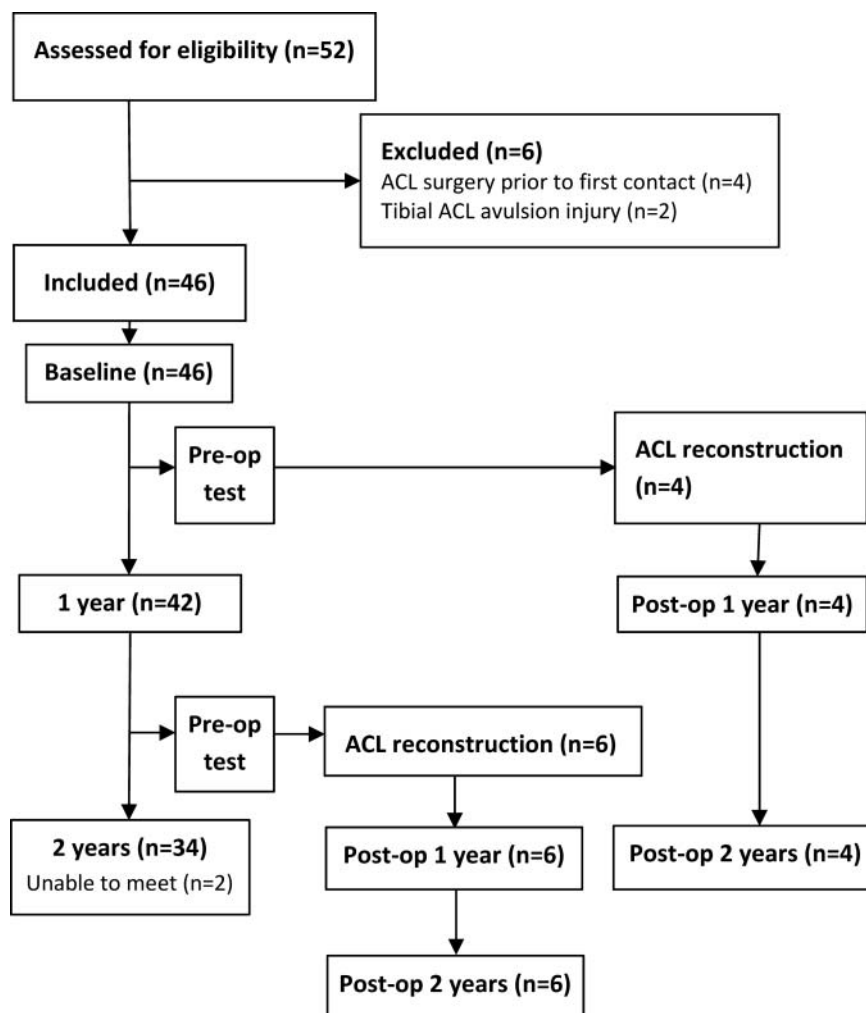 Assessed for eligibility (n=52)
Excluded (n=6)
ACL surgery prior to first contact (n=4)
Tibial ACL avulsion injury (n=2)
Included (n=46)
Baseline (n=46)
Pre-op
test
ACL reconstruction
(n=4)
1 year (n=42)
Post-op 1 year (n=4)
Pre-op
test
ACL reconstruction (n=6)
2 years (n=34)
Unable to meet (n=2)
Post-op 1 year (n=6)
Post-op 2 years (n=4)
Post-op 2 years (n=6)